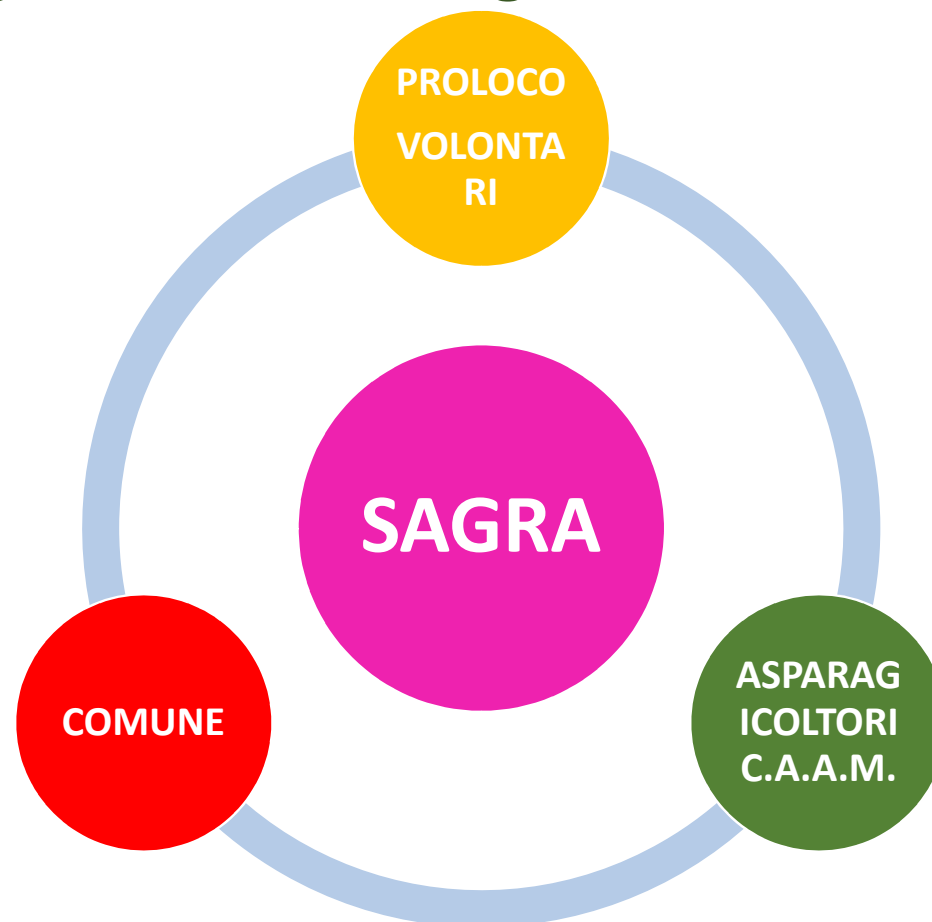 PROLOCO
VOLONTA
RI
SAGRA
COMUNE
ASPARAG
ICOLTORI
C.A.A.M.